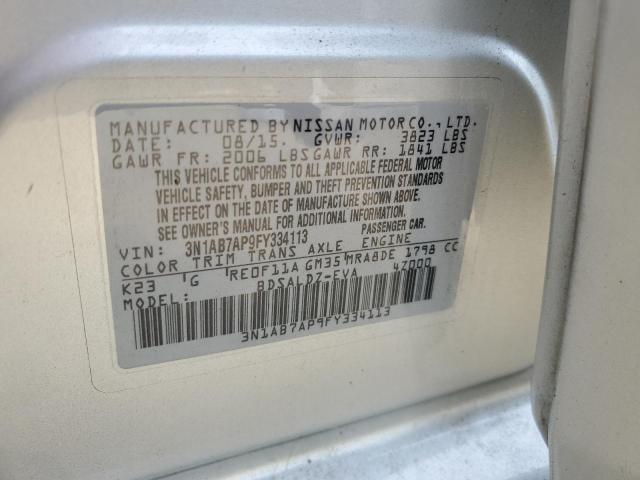 MANUFACTURED BY NISSAN MOTOR CO., LTD.
DATE: 08/15. GVWR: 3823 LBS
GAWR FR: 2006 LBS GAWR RR: 1841 LBS
THIS VEHICLE CONFORMS TO ALL APPLICABLE FEDERAL MOTOR
VEHICLE SAFETY, BUMPER AND THEFT PREVENTION STANDARDS
IN EFFECT ON THE DATE OF MANUFACTURE SHOWN ABOVE.
SEE OWNER'S MANUAL FOR ADDITIONAL INFORMATION.
VIN: 3N1AB7AP9FY334113 PASSENGER CAR.
COLOR TRIM TRANS AXLE ENGINE
K23 'G 'RE0F11A GM35'MRA8DE 1798 CC
MODEL: BDSALDZ-EVA 4Z000
3N1AB7AP9FY334113